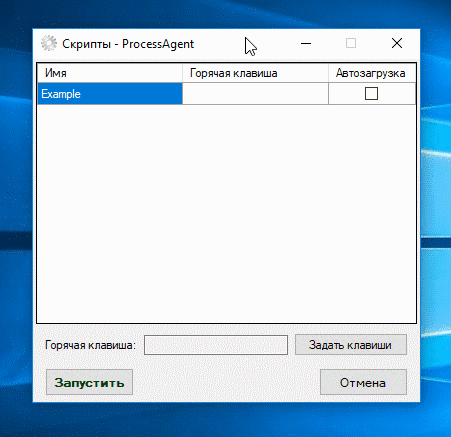 Скрипты - ProcessAgent
Имя Горячая клавиша Автозагрузка
Example
Горячая клавиша: Задать клавиши
Запустить Отмена